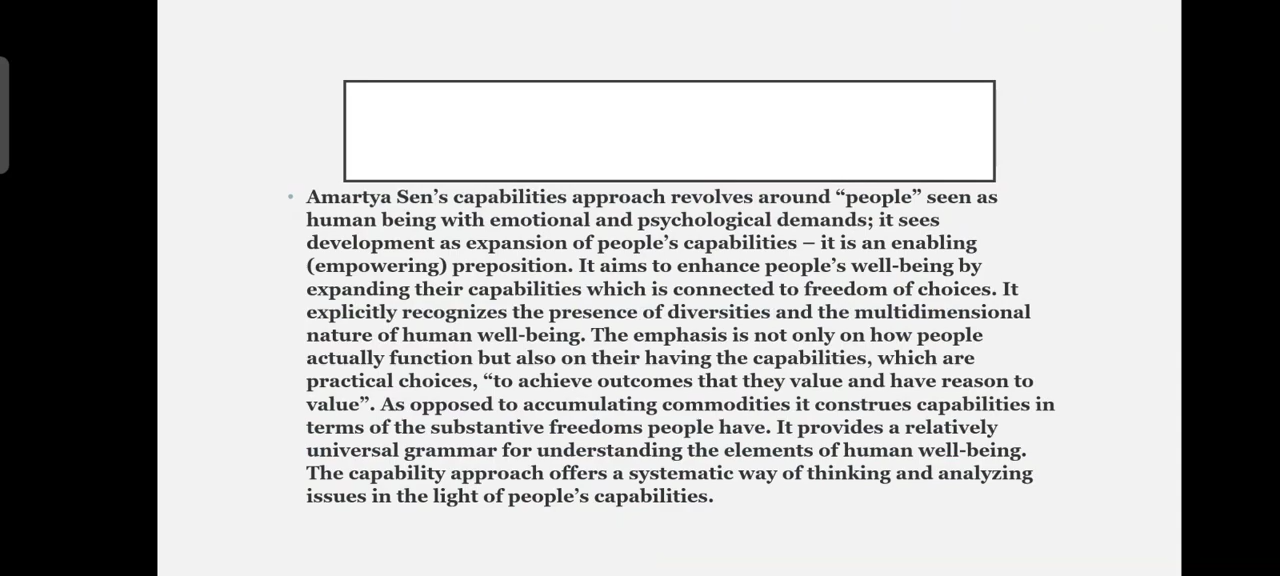 • Amartya Sen’s capabilities approach revolves around “people” seen as
human being with emotional and psychological demands; it sees
development as expansion of people’s capabilities – it is an enabling
(empowering) preposition. It aims to enhance people’s well-being by
expanding their capabilities which is connected to freedom of choices. It
explicitly recognizes the presence of diversities and the multidimensional
nature of human well-being. The emphasis is not only on how people
actually function but also on their having the capabilities, which are
practical choices, “to achieve outcomes that they value and have reason to
value”. As opposed to accumulating commodities it construes capabilities in
terms of the substantive freedoms people have. It provides a relatively
universal grammar for understanding the elements of human well-being.
The capability approach offers a systematic way of thinking and analyzing
issues in the light of people’s capabilities.